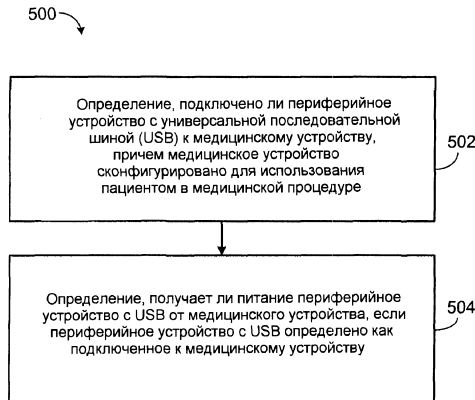 500
Определение, подключено ли периферийное
устройство с универсальной последовательной
шиной (USB) к медицинскому устройству,
причем медицинское устройство
сконфигурировано для использования
пациентом в медицинской процедуре
502
Определение, получает ли питание периферийное
устройство с USB от медицинского устройства, если
периферийное устройство с USB определено как
подключенное к медицинскому устройству
504